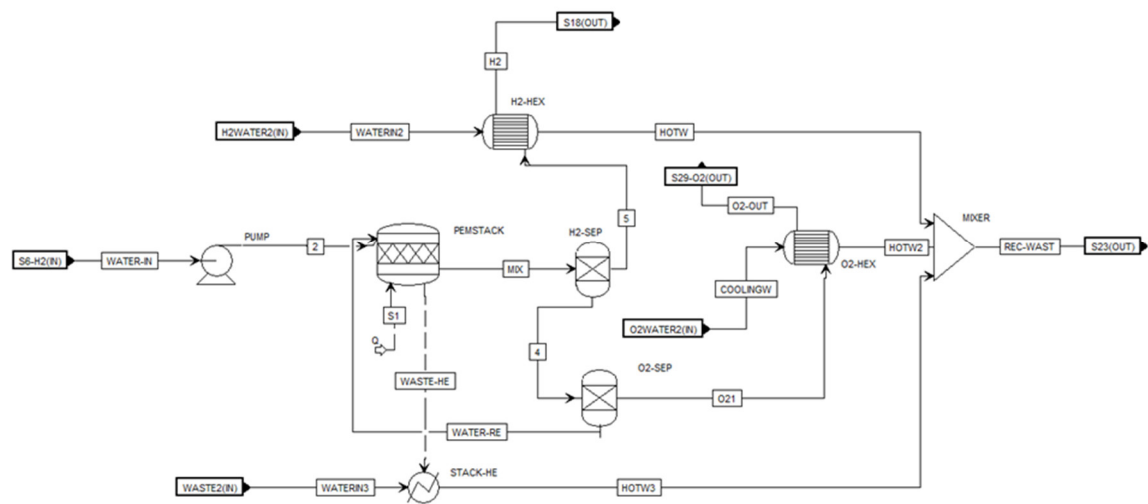 S18(OUT)
H2
H2-HEX
H2WATER2(IN)
WATERIN2
HOTW
S29-O2(OUT)
O2-OUT
5
H2-SEP
MIXER
PUMP
2
PEMSTACK
S6-H2(IN)
WATER-IN
MIX
HOTW2
REC-WAST
S23(OUT)
O2-HEX
COOLINGW
S1
O2WATER2(IN)
Q
4
O2-SEP
WASTE-HE
O21
WATER-RE
STACK-HE
WASTE2(IN)
WATERIN3
HOTW3